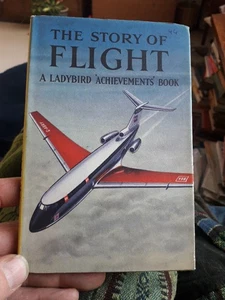 THE STORY OF
FLIGHT
A LADYBIRD 'ACHIEVEMENTS' BOOK